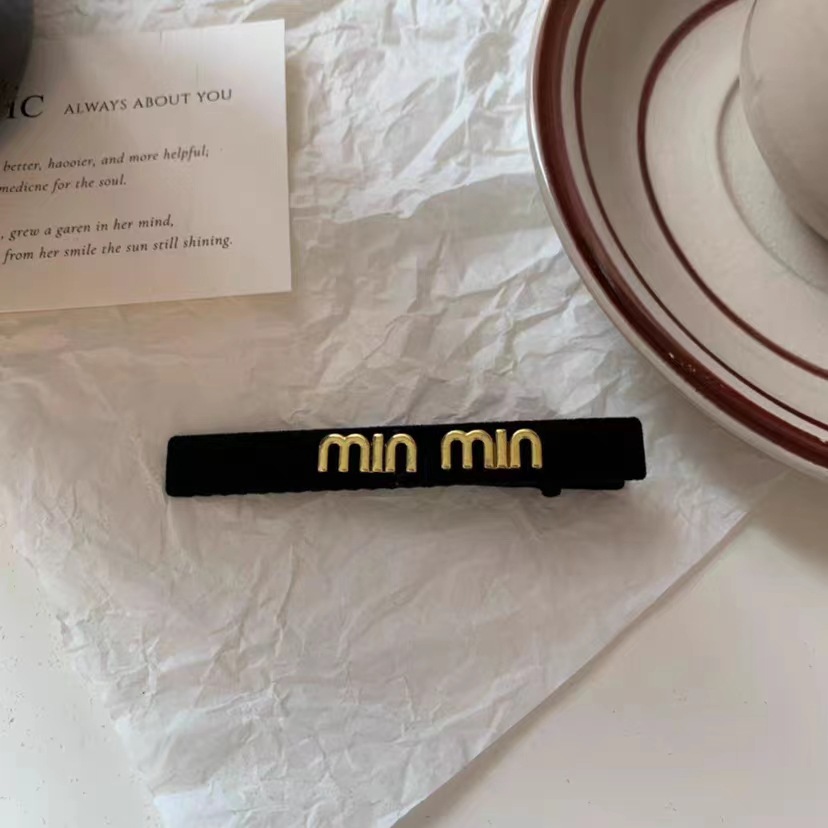 ic ALWAYS ABOUT YOU
better, haooier, and more helpful;
medicne for the soul.
, grew a garen in her mind,
from her smile the sun still shining.
min min